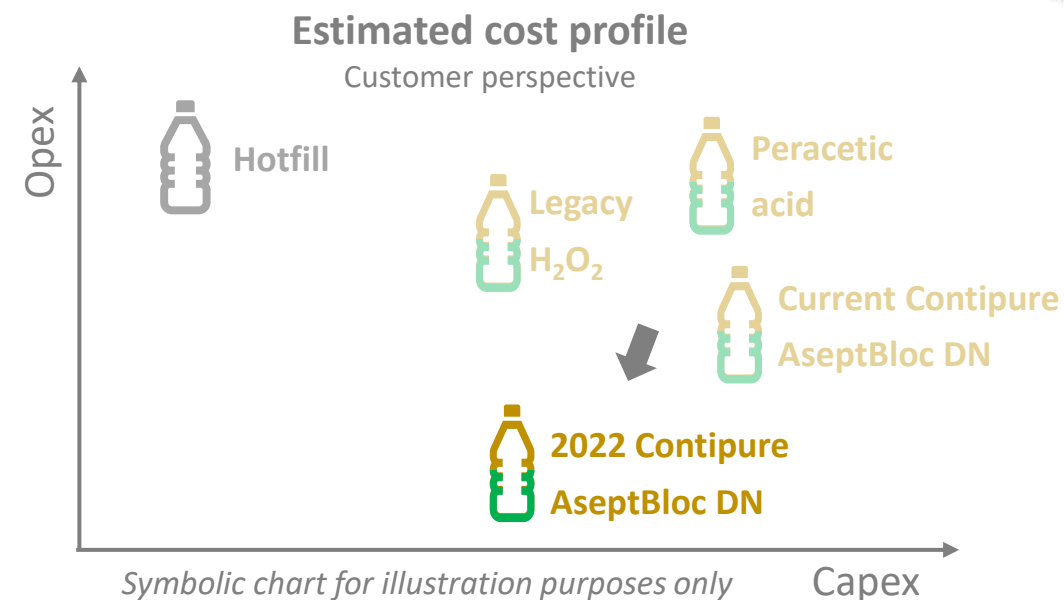 Estimated cost profile
Customer perspective
Opex
Hotfill
Peracetic
acid
Legacy
H₂O₂
Current Contipure
AseptBloc DN
2022 Contipure
AseptBloc DN
Symbolic chart for illustration purposes only
Capex